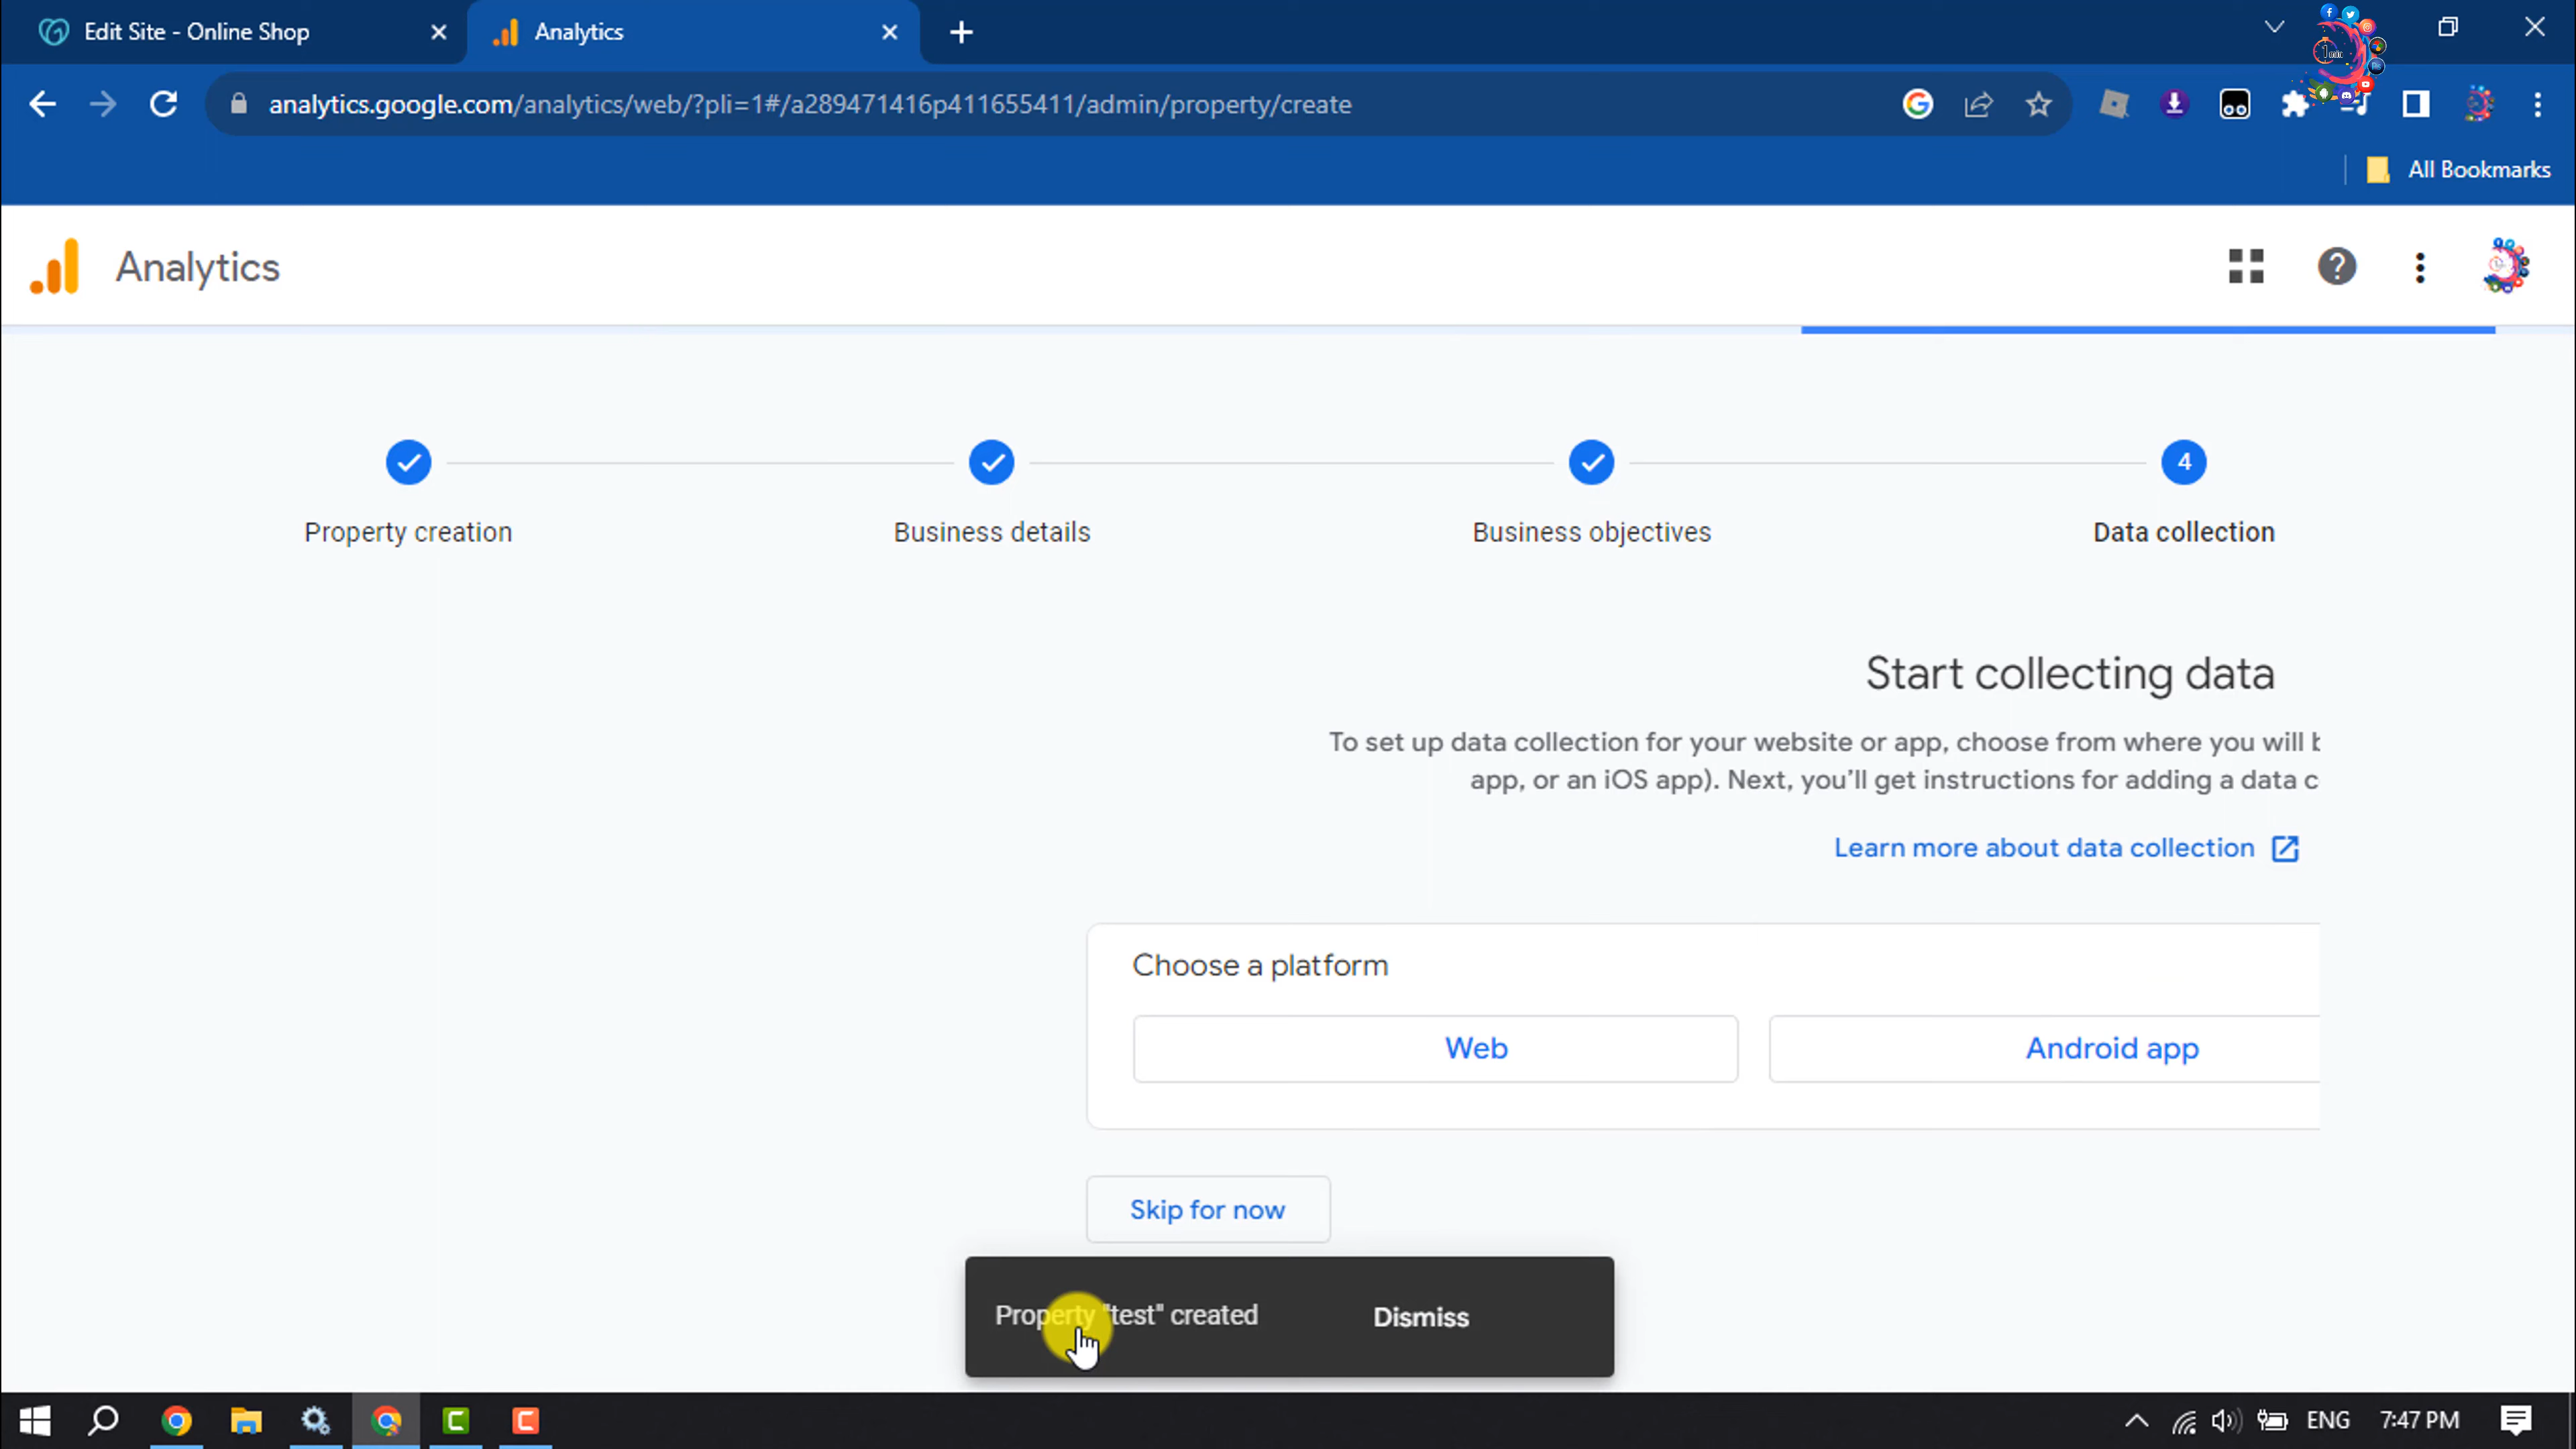 Edit Site - Online Shop
Analytics
analytics.google.com/analytics/web/?pli=1#/a289471416p411655411/admin/property/create
All Bookmarks
Analytics
4
Property creation
Business details
Business objectives
Data collection
Start collecting data
To set up data collection for your website or app, choose from where you will
app, or an iOS app). Next, you'll get instructions for adding a data
Learn more about data collection
Choose a platform
Web
Android app
Skip for now
Property "test" created
Dismiss
ENG
7:47 PM